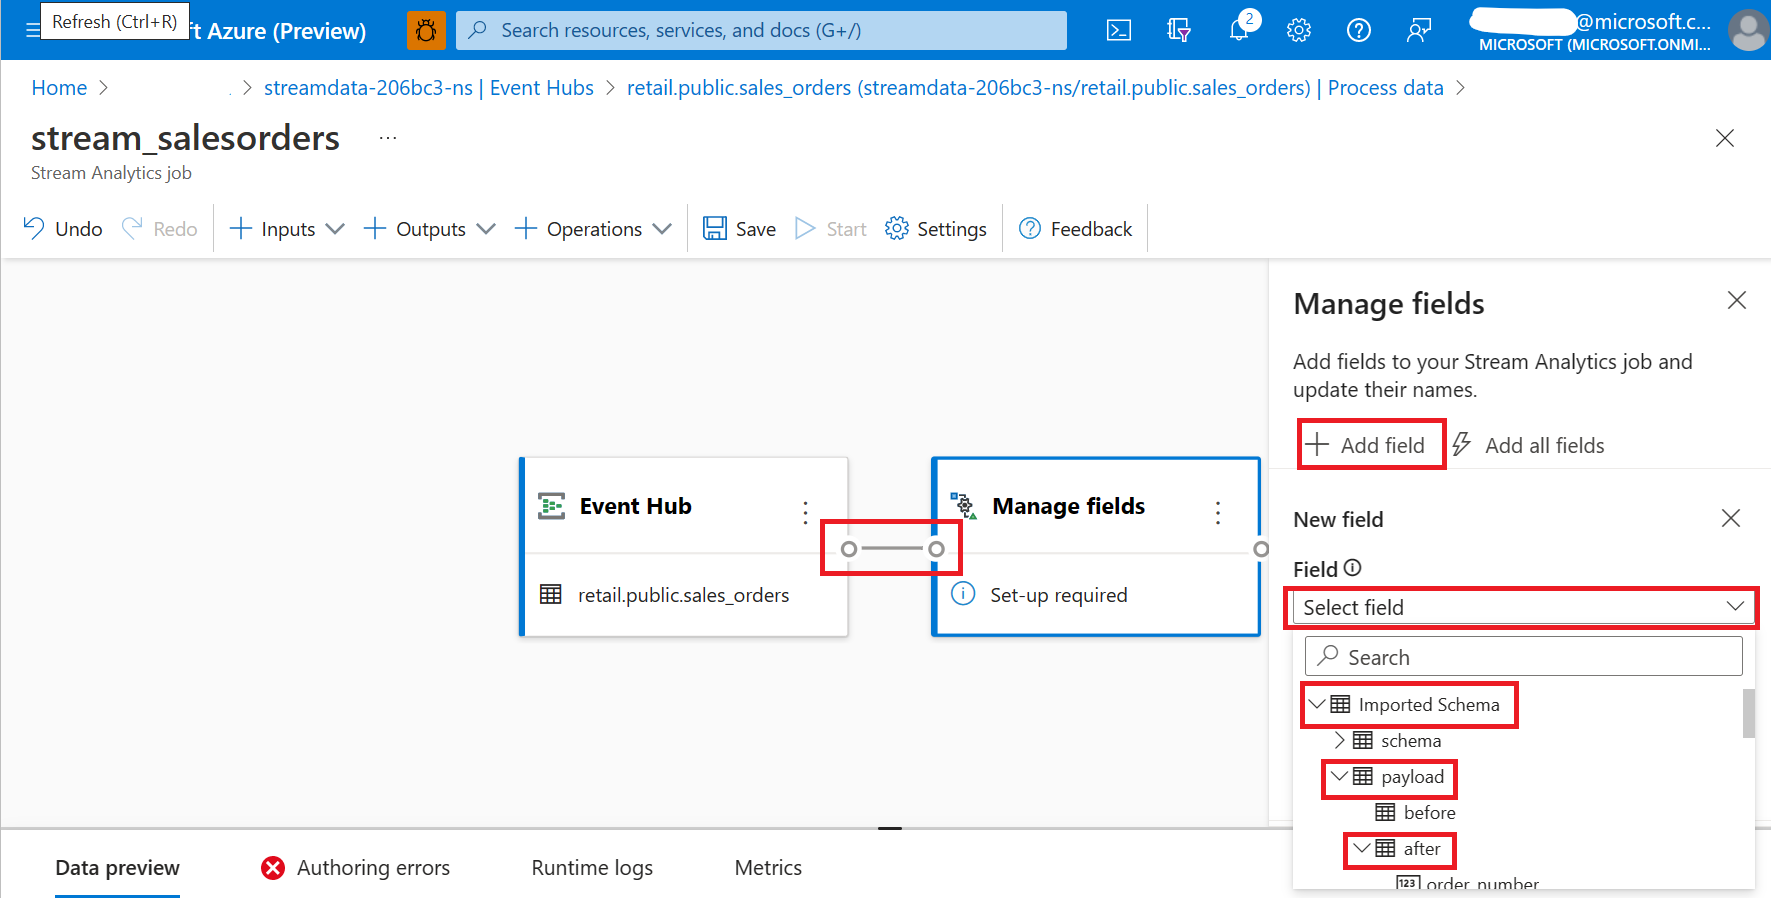 Refresh (Ctrl+R)
t Azure (Preview)
Search resources, services, and docs (G+/)
2
@microsoft.c...
MICROSOFT (MICROSOFT.ONMI...
Home > . > streamdata-206bc3-ns | Event Hubs > retail.public.sales_orders (streamdata-206bc3-ns/retail.public.sales_orders) | Process data >
stream_salesorders ...
Stream Analytics job
Undo Redo Inputs Outputs Operations Save Start Settings Feedback
Manage fields
Add fields to your Stream Analytics job and
update their names.
Add field Add all fields
Event Hub
retail.public.sales_orders
Manage fields
Set-up required
New field
Field
Select field
Search
Imported Schema
schema
payload
before
after
123 order_number
Data preview Authoring errors Runtime logs Metrics